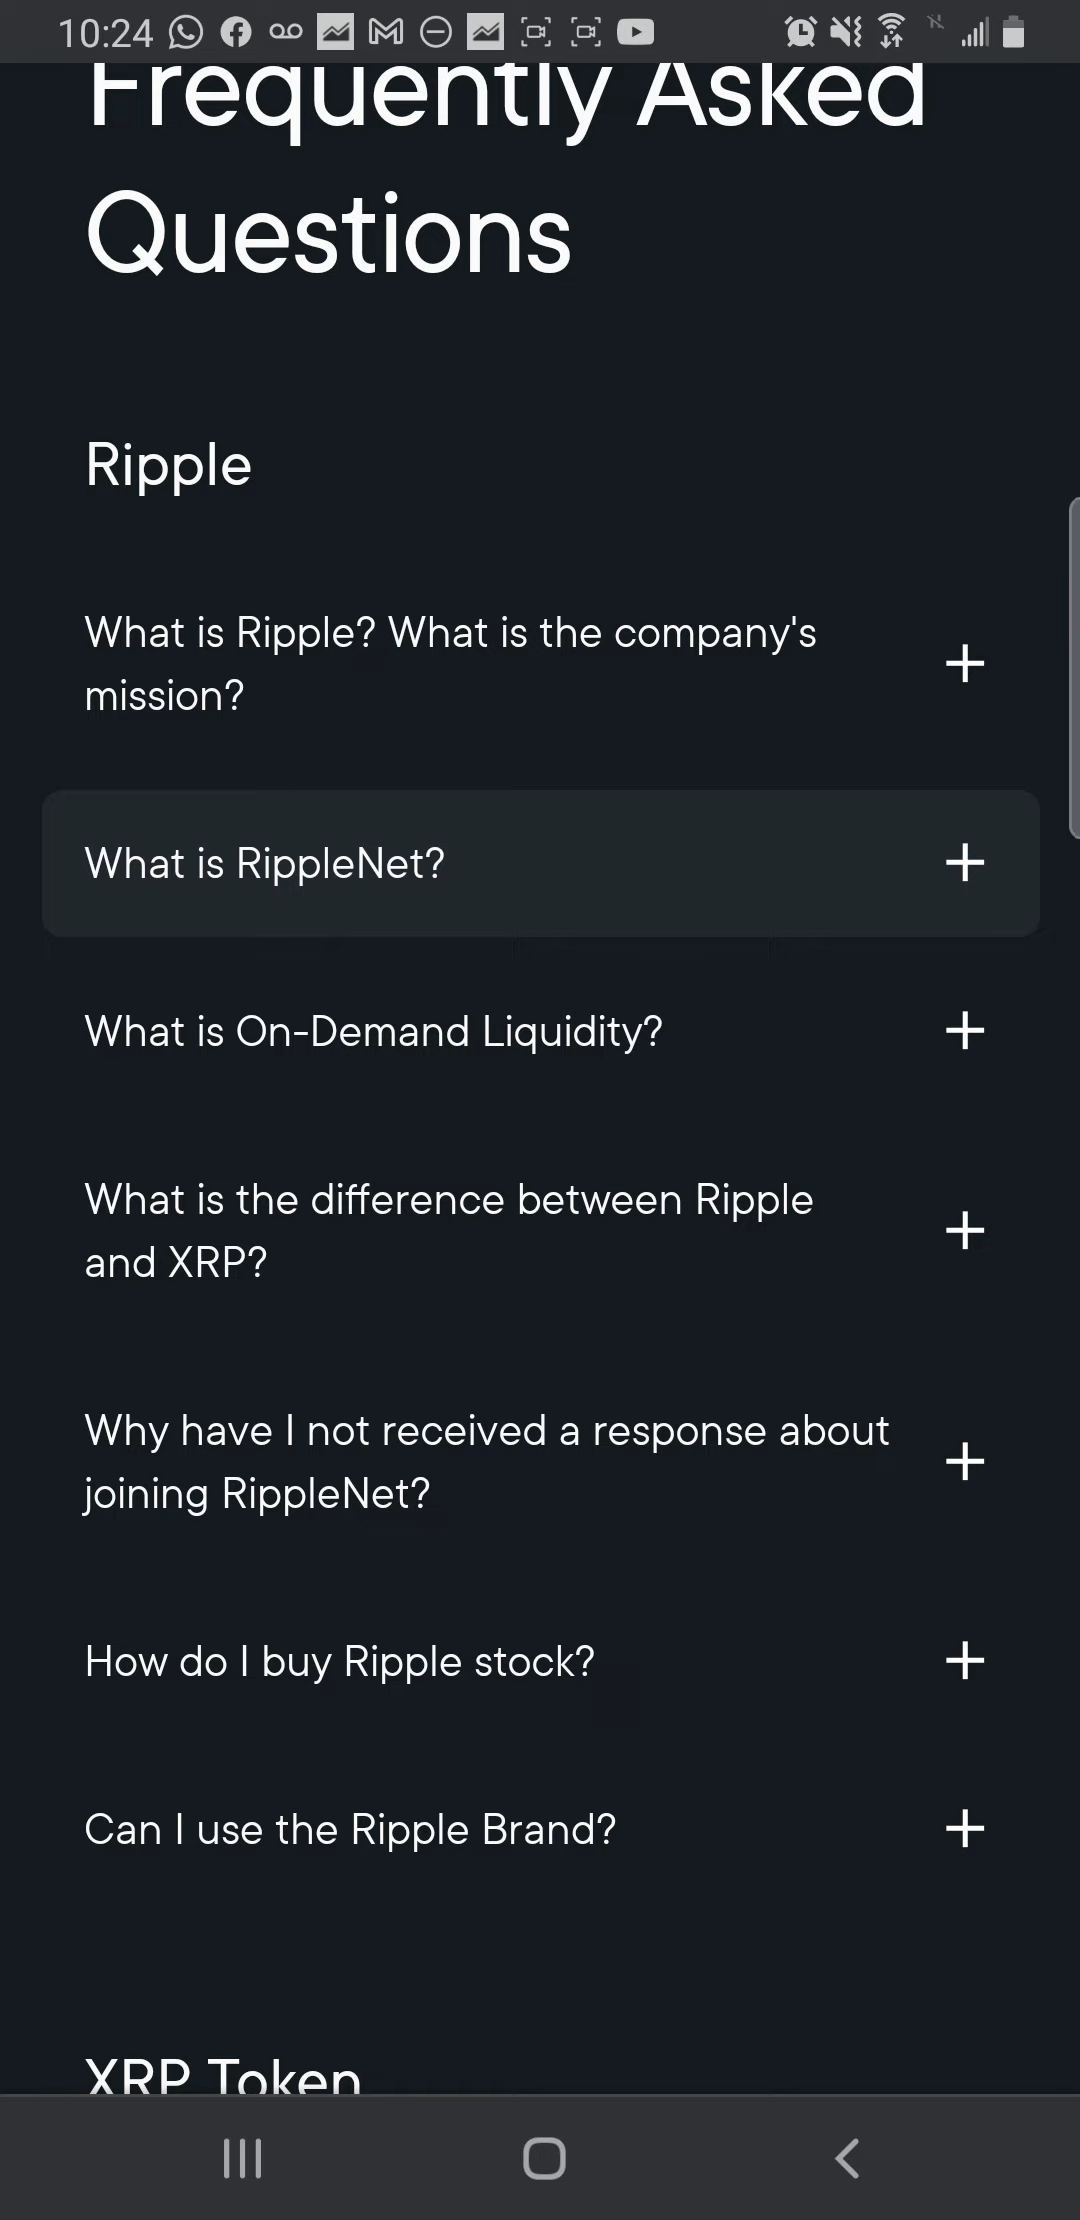 10:24
Frequently Asked
Questions
Ripple
What is Ripple? What is the company's
mission?
What is RippleNet?
What is On-Demand Liquidity?
What is the difference between Ripple
and XRP?
Why have I not received a response about
joining RippleNet?
How do I buy Ripple stock?
Can I use the Ripple Brand?
XRP Token